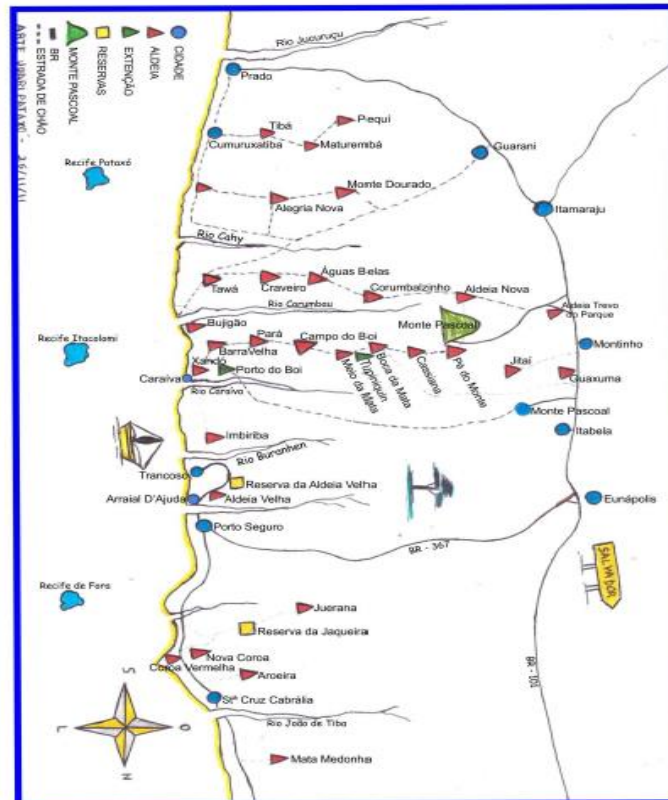 Rio Jucuruçu
Prado
Piequi
Tibá
Maturembá
Cumuruxatiba
Guarani
Recife Pataxó
Monte Dourado
Alegria Nova
Itamaraju
Rio Cahy
Águas Belas
Tawá
Craveiro
Corumbalzinho
Aldeia Nova
Rio Corumbau
Aldeia Trevo
do Parque
Bujigão
Monte Pascoal
Pará
Campo do Boi
Recife Itacolomi
Barra Velha
Montinho
Xandó
Porto do Boi
Meio da Mata
Tupiniquin
Boca da Mata
Cassiana
Pé do Monte
Jitaí
Guaxuma
Caraíva
Rio Caraíva
Monte Pascoal
Itabela
Imbiriba
Rio Buranhen
Trancoso
Reserva da Aldeia Velha
Arraial D'Ajuda
Aldeia Velha
Eunápolis
Porto Seguro
BR - 367
SALVADOR
Recife de Fora
Juerana
Reserva da Jaqueira
Nova Coroa
Coroa Vermelha
Aroeira
BR - 101
Stª Cruz Cabrália
Rio João de Tiba
Mata Medonha
S
O
L
N
CIDADE
ALDEIA
EXTENÇÃO
RESERVAS
MONTE PASCOAL
BR
ESTRADA DE CHÃO